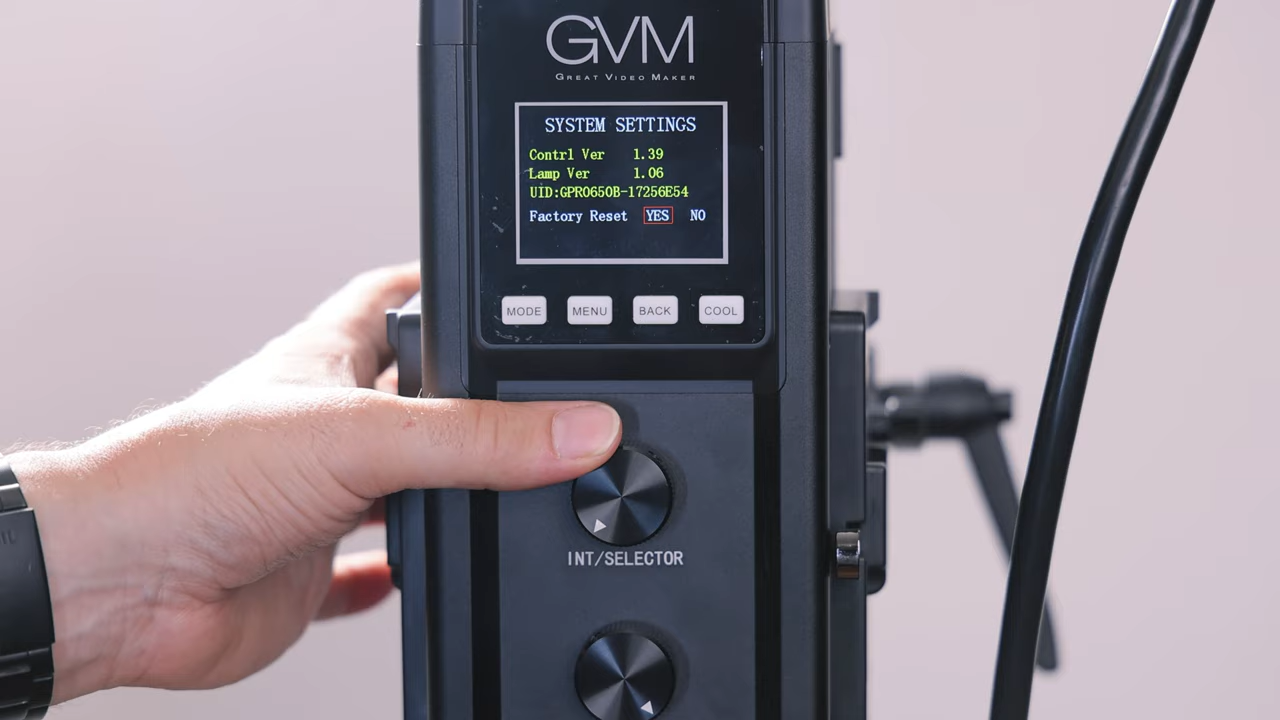 GVM
GREAT VIDEO MAKER
SYSTEM SETTINGS
Contrl Ver 1.39
Lamp Ver 1.06
UID:GPRO650B-17256E54
Factory Reset YES NO
MODE MENU BACK COOL
INT/SELECTOR